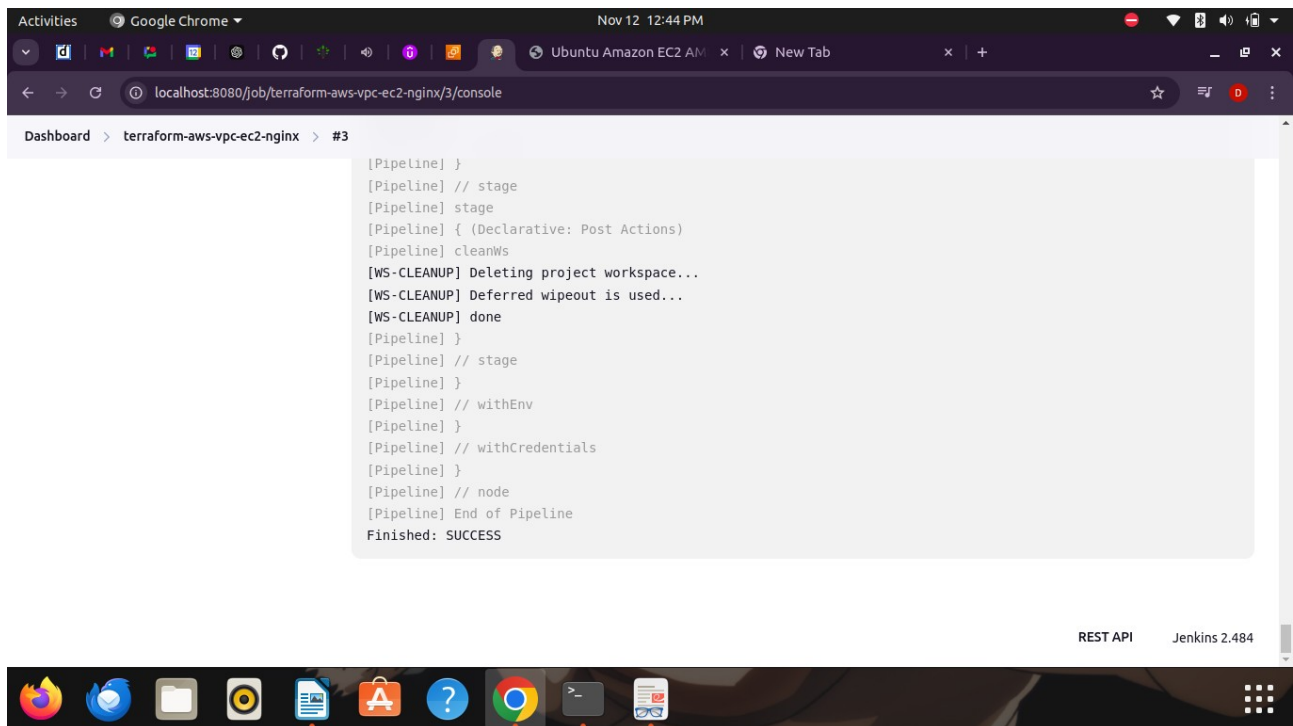 Activities Google Chrome Nov 12 12:44 PM
Ubuntu Amazon EC2 AM New Tab
localhost:8080/job/terraform-aws-vpc-ec2-nginx/3/console D
Dashboard > terraform-aws-vpc-ec2-nginx > #3
[Pipeline] }
[Pipeline] // stage
[Pipeline] stage
[Pipeline] { (Declarative: Post Actions)
[Pipeline] cleanWs
[WS-CLEANUP] Deleting project workspace...
[WS-CLEANUP] Deferred wipeout is used...
[WS-CLEANUP] done
[Pipeline] }
[Pipeline] // stage
[Pipeline] }
[Pipeline] // withEnv
[Pipeline] }
[Pipeline] // withCredentials
[Pipeline] }
[Pipeline] // node
[Pipeline] End of Pipeline
Finished: SUCCESS
REST API Jenkins 2.484